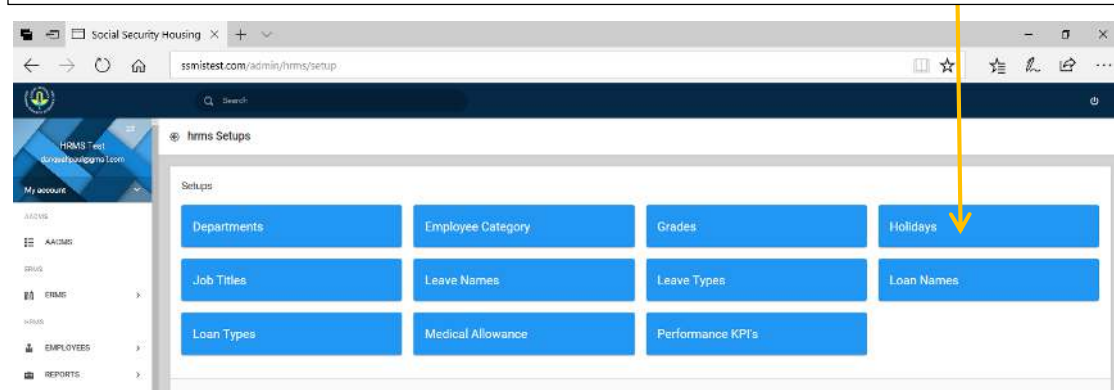 Social Security Housing
ssmistest.com/admin/hrms/setup
Search
HRMS Test
My account
hrms Setups
Setups
Departments
Employee Category
Grades
Holidays
Job Titles
Leave Names
Leave Types
Loan Names
Loan Types
Medical Allowance
Performance KPI's
AACMS
AACMS
ERMS
ERMS
HRMS
EMPLOYEES
REPORTS